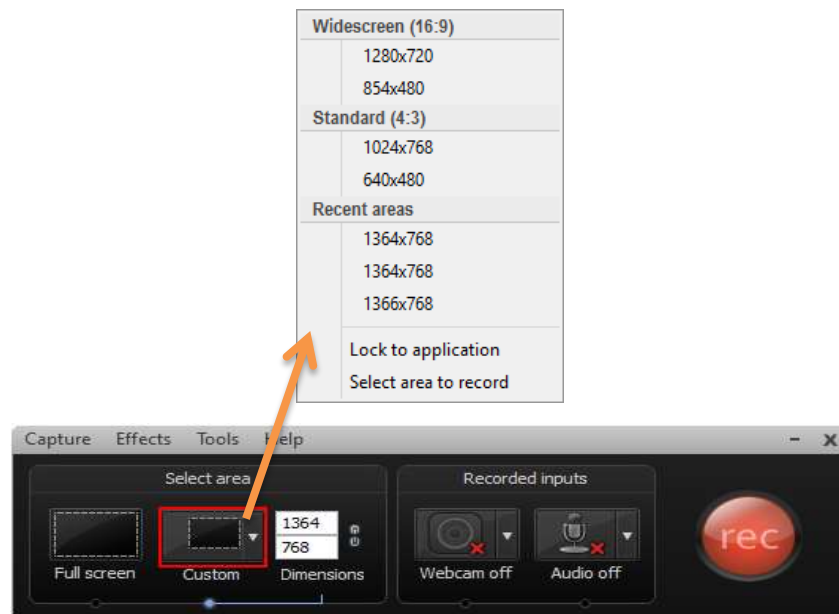 Widescreen (16:9)
1280x720
854x480
Standard (4:3)
1024x768
640x480
Recent areas
1364x768
1364x768
1366x768
Lock to application
Select area to record
Capture Effects Tools Help - x
Select area
Recorded inputs
1364
768
rec
Full screen Custom Dimensions Webcam off Audio off